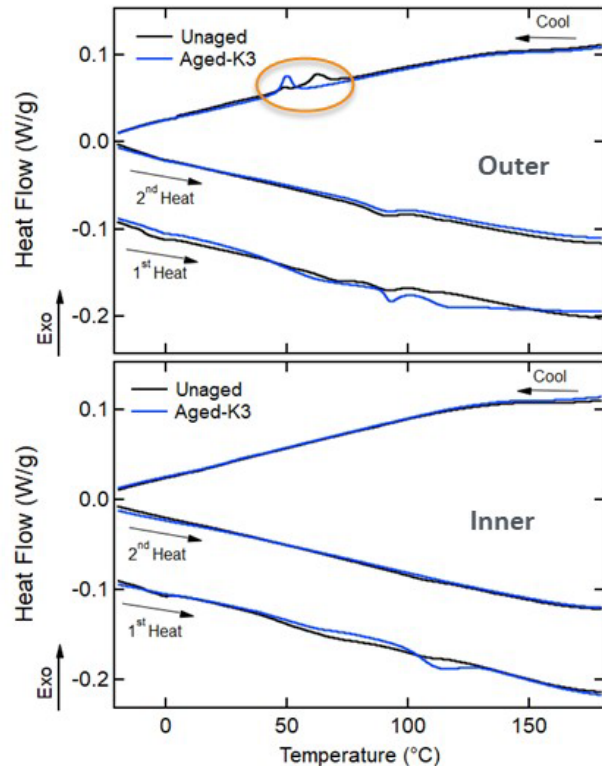 Unaged
Aged-K3
Cool
0.1
0.0
-0.1
-0.2
Heat Flow (W/g)
Exo
Outer
2nd Heat
1st Heat
Unaged
Aged-K3
Cool
0.1
0.0
-0.1
-0.2
Heat Flow (W/g)
Exo
Inner
2nd Heat
1st Heat
0
50
100
150
Temperature (°C)